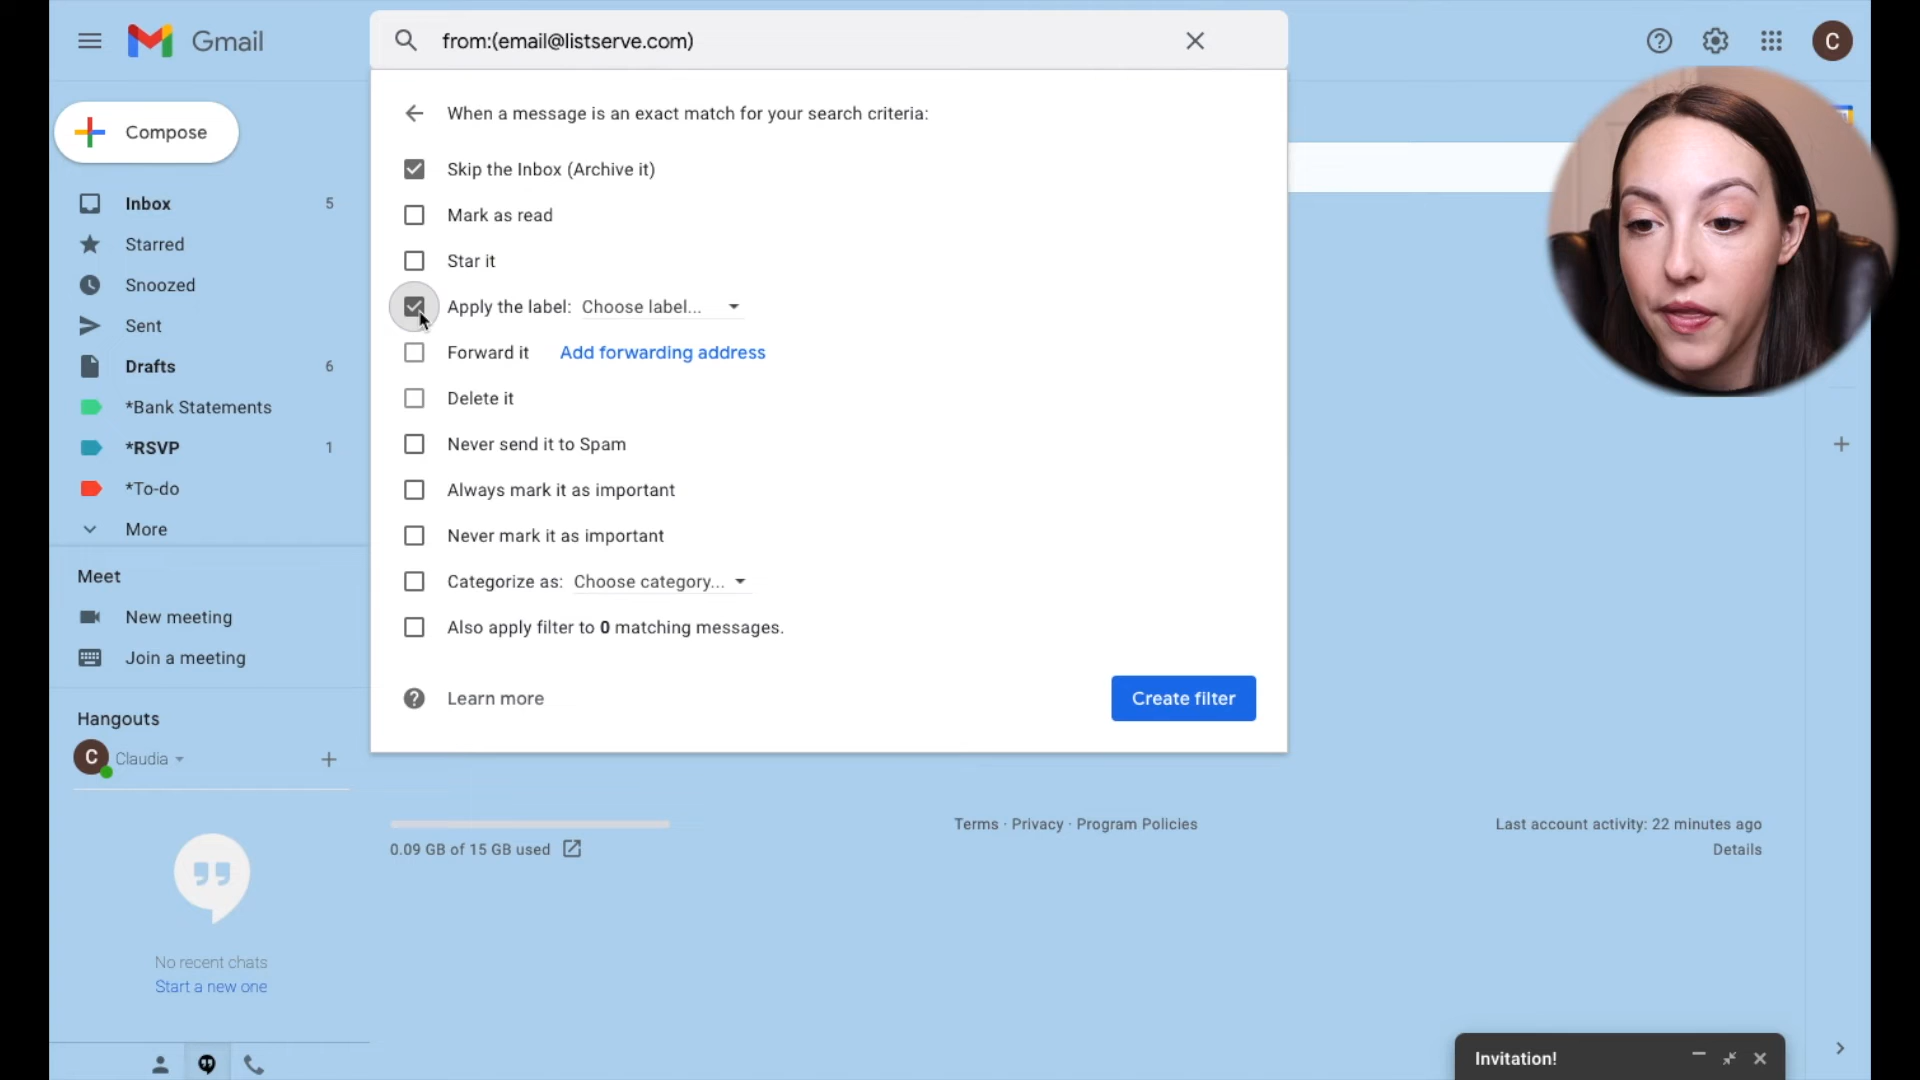 Gmail
from:(email@listserve.com)
C
Compose
Inbox 5
Starred
Snoozed
Sent
Drafts 6
*Bank Statements
*RSVP 1
*To-do
More
Meet
New meeting
Join a meeting
Hangouts
C Claudia
No recent chats
Start a new one
When a message is an exact match for your search criteria:
Skip the Inbox (Archive it)
Mark as read
Star it
Apply the label: Choose label...
Forward it Add forwarding address
Delete it
Never send it to Spam
Always mark it as important
Never mark it as important
Categorize as: Choose category...
Also apply filter to 0 matching messages.
Learn more
Create filter
0.09 GB of 15 GB used
Terms · Privacy · Program Policies
Last account activity: 22 minutes ago
Details
Invitation!